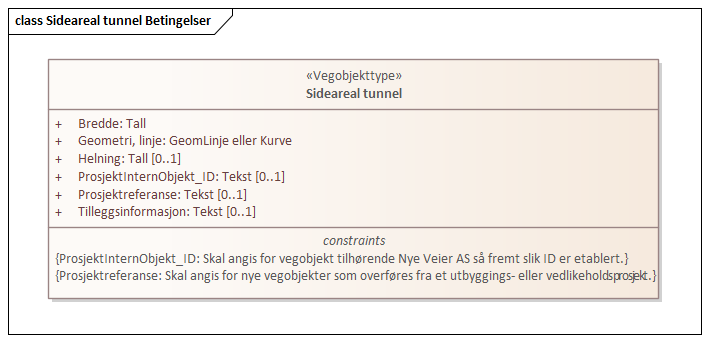 class Sideareal tunnel Betingelser
«Vegobjekttype»
Sideareal tunnel
+ Bredde: Tall
+ Geometri, linje: GeomLinje eller Kurve
+ Helning: Tall [0..1]
+ ProsjektInternObjekt_ID: Tekst [0..1]
+ Prosjektreferanse: Tekst [0..1]
+ Tilleggsinformasjon: Tekst [0..1]
constraints
{ProsjektInternObjekt_ID: Skal angis for vegobjekt tilhørende Nye Veier AS så fremt slik ID er etablert.}
{Prosjektreferanse: Skal angis for nye vegobjekter som overføres fra et utbyggings- eller vedlikeholdsprosjekt.}